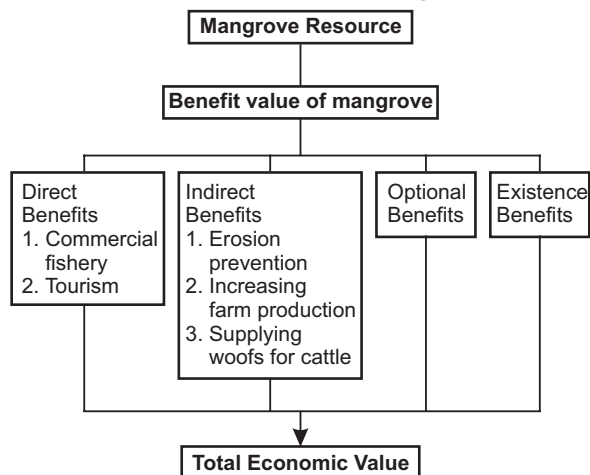 Mangrove Resource
Benefit value of mangrove
Direct
Benefits
1. Commercial
fishery
2. Tourism
Indirect
Benefits
1. Erosion
prevention
2. Increasing
farm production
3. Supplying
woofs for cattle
Optional
Benefits
Existence
Benefits
Total Economic Value